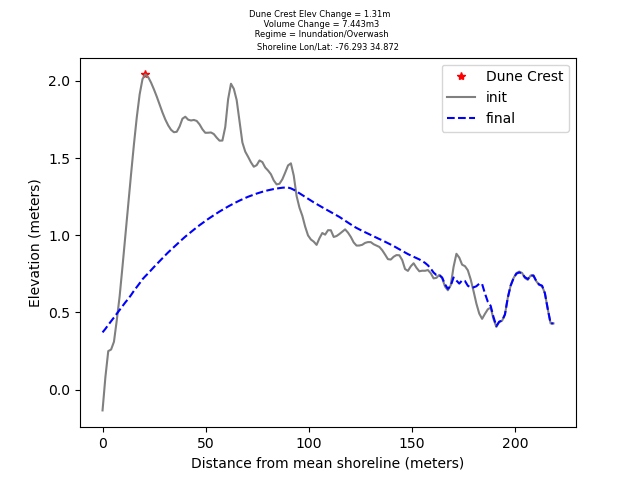 Dune Crest Elev Change = 1.31m
Volume Change = 7.443m3
Regime = Inundation/Overwash
Shoreline Lon/Lat: -76.293 34.872
Dune Crest
init
final
Elevation (meters)
2.0
1.5
1.0
0.5
0.0
0
50
100
150
200
Distance from mean shoreline (meters)